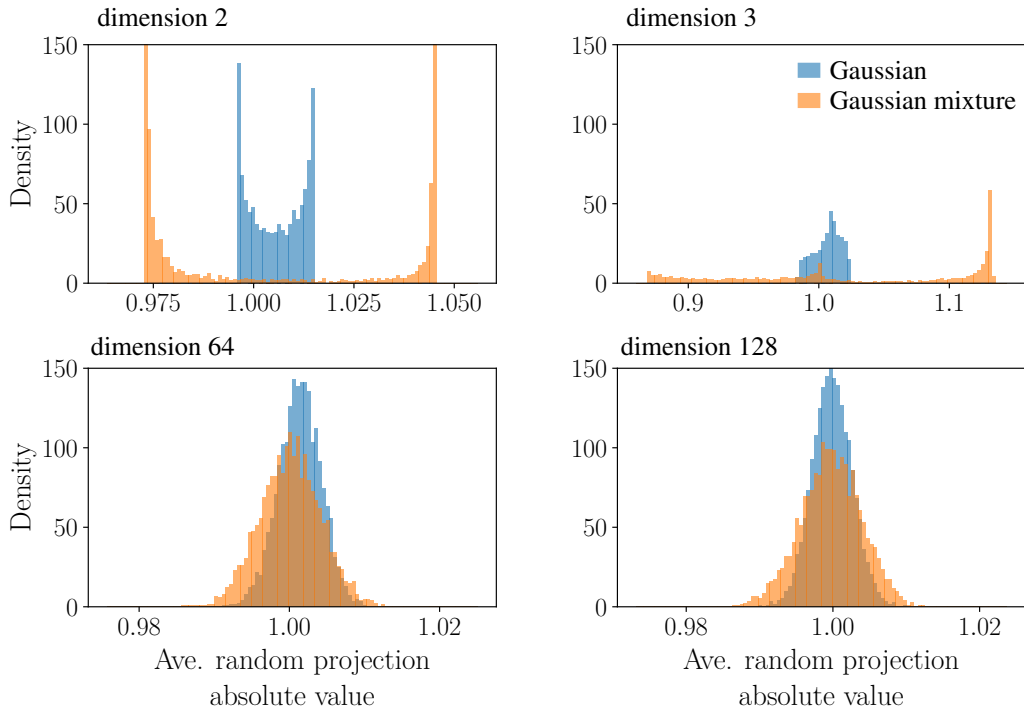 dimension 2
150
100
50
0
Density
0.975
1.000
1.025
1.050
dimension 3
150
100
50
0
Gaussian
Gaussian mixture
0.9
1.0
1.1
dimension 64
150
100
50
0
Density
0.98
1.00
1.02
Ave. random projection
absolute value
dimension 128
150
100
50
0
0.98
1.00
1.02
Ave. random projection
absolute value